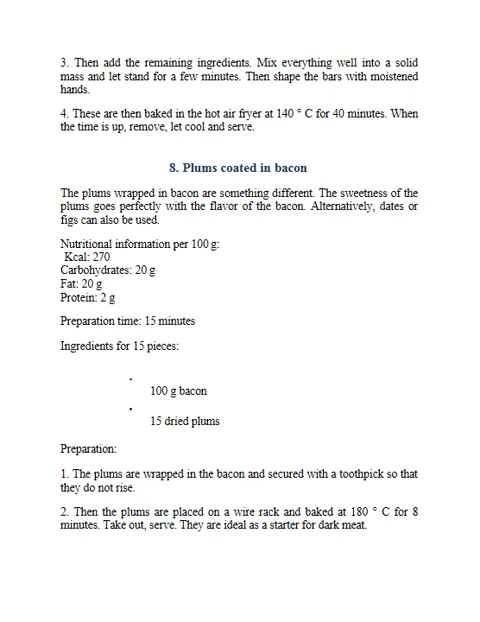 3. Then add the remaining ingredients. Mix everything well into a solid
mass and let stand for a few minutes. Then shape the bars with moistened
hands.
4. These are then baked in the hot air fryer at 140 ° C for 40 minutes. When
the time is up, remove, let cool and serve.
8. Plums coated in bacon
The plums wrapped in bacon are something different. The sweetness of the
plums goes perfectly with the flavor of the bacon. Alternatively, dates or
figs can also be used.
Nutritional information per 100 g:
Kcal: 270
Carbohydrates: 20 g
Fat: 20 g
Protein: 2 g
Preparation time: 15 minutes
Ingredients for 15 pieces:
•
100 g bacon
•
15 dried plums
Preparation:
1. The plums are wrapped in the bacon and secured with a toothpick so that
they do not rise.
2. Then the plums are placed on a wire rack and baked at 180 ° C for 8
minutes. Take out, serve. They are ideal as a starter for dark meat.